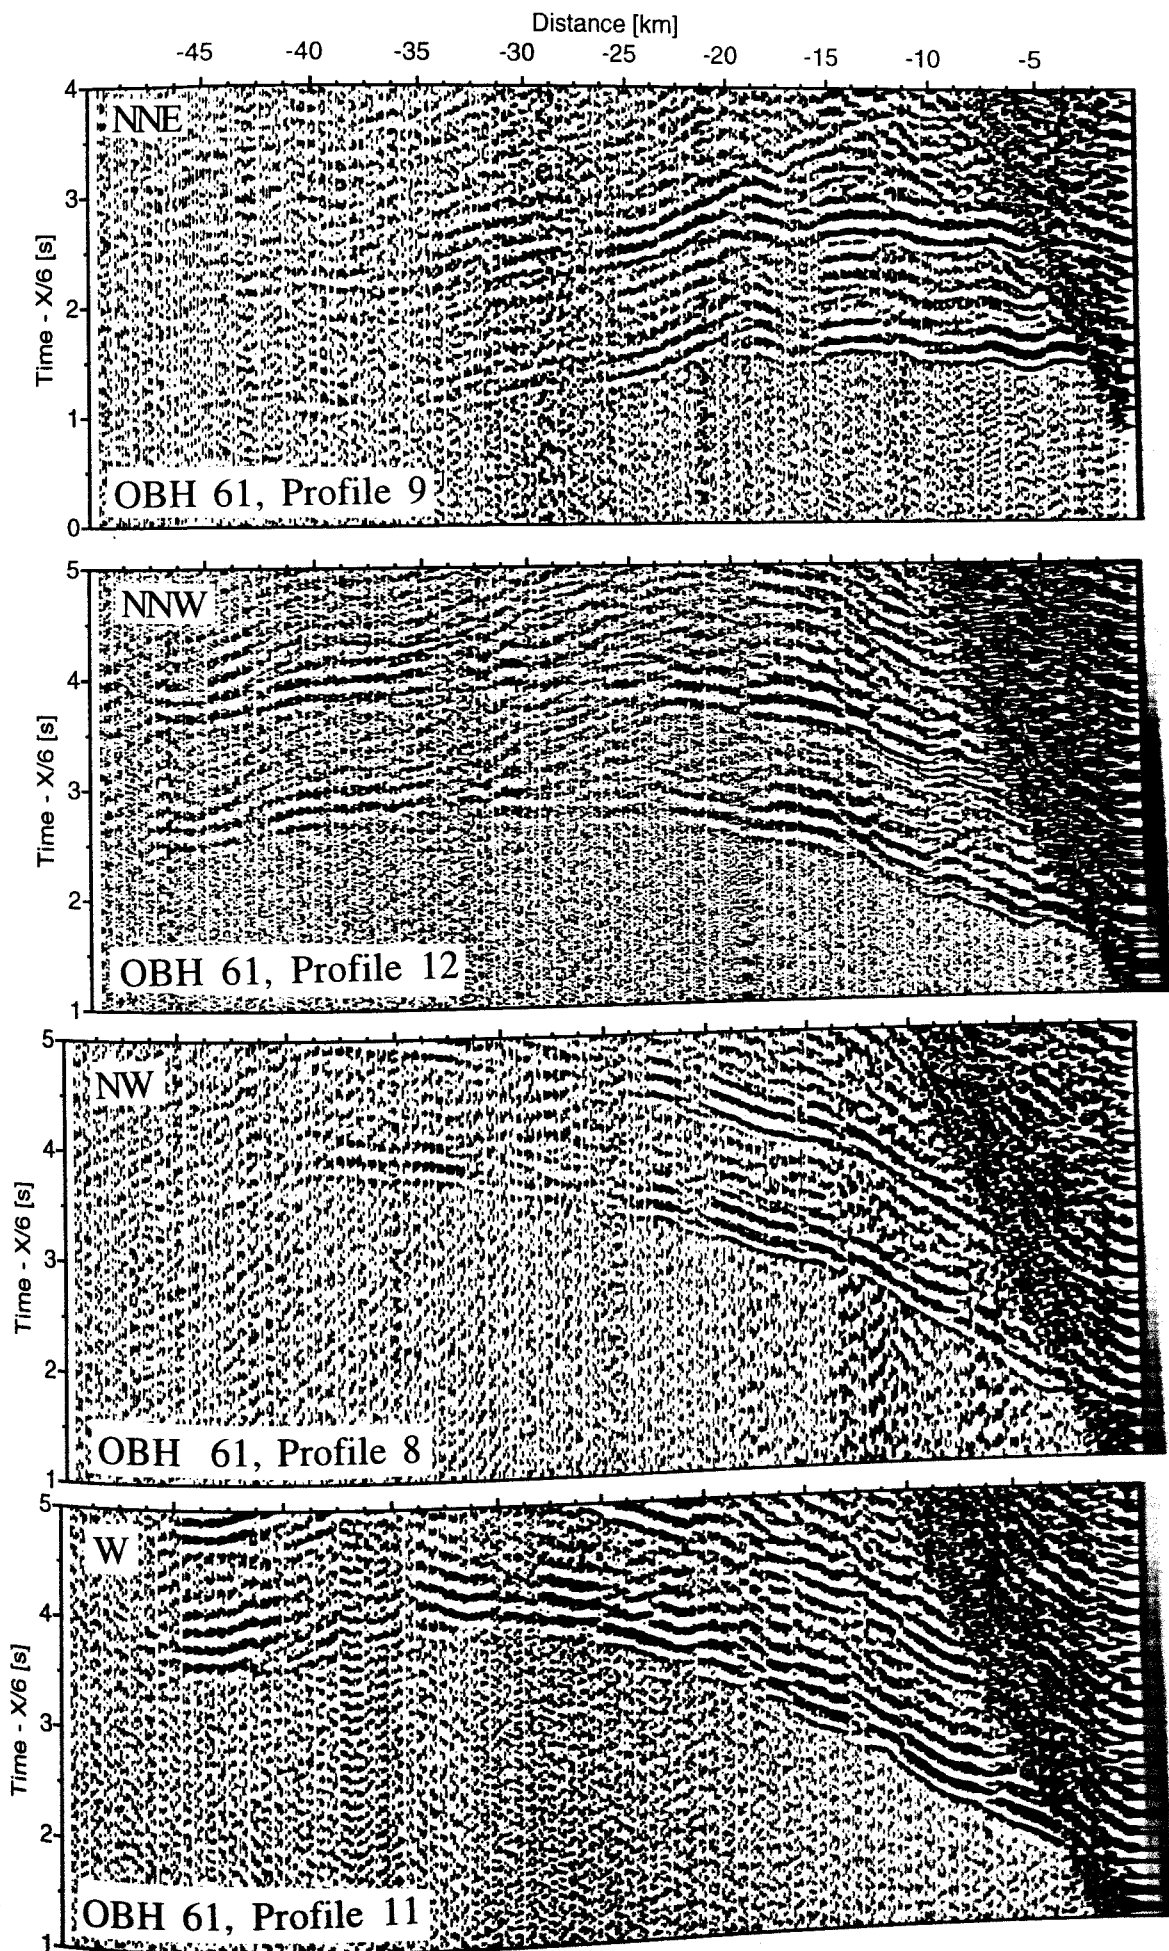 Distance [km]
-45 -40 -35 -30 -25 -20 -15 -10 -5
4
NNE
3
Time - X/6 [s]
2
1
OBH 61, Profile 9
0
5
NNW
4
Time - X/6 [s]
3
2
OBH 61, Profile 12
1
5
NW
4
Time - X/6 [s]
3
2
OBH 61, Profile 8
1
5
W
4
Time - X/6 [s]
3
2
OBH 61, Profile 11
1